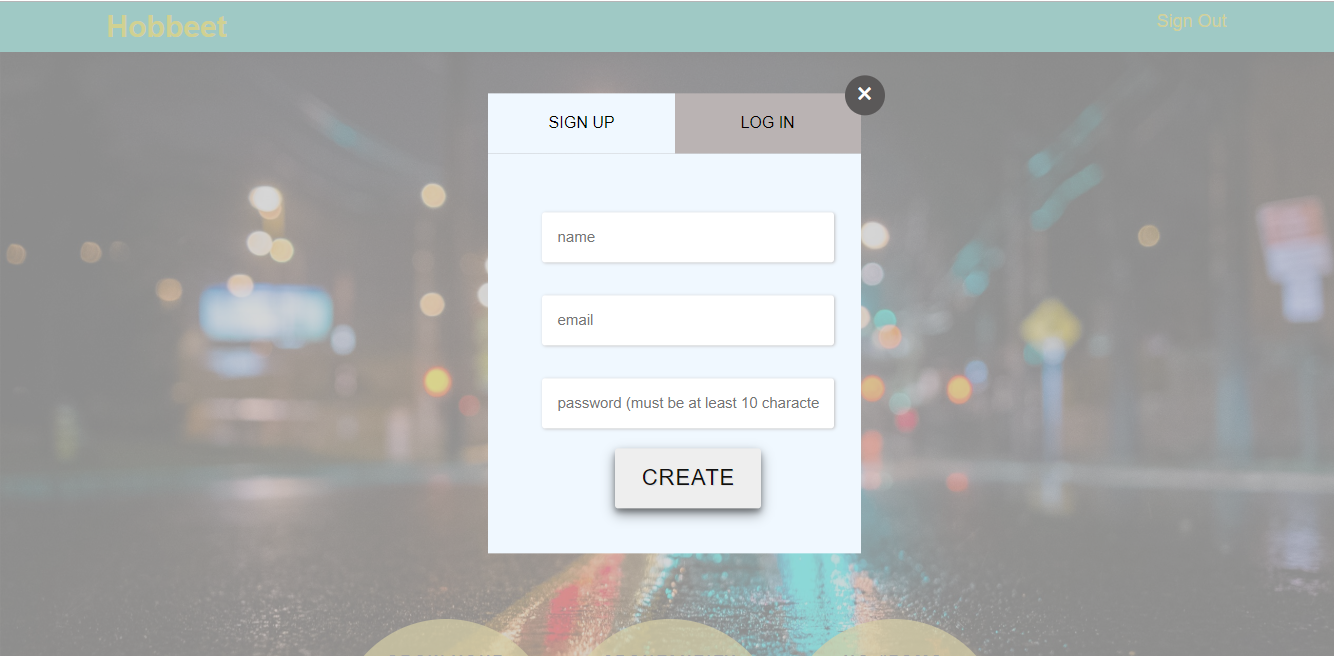 Hobbeet
Sign Out
×
SIGN UP
LOG IN
name
email
password (must be at least 10 characte
CREATE